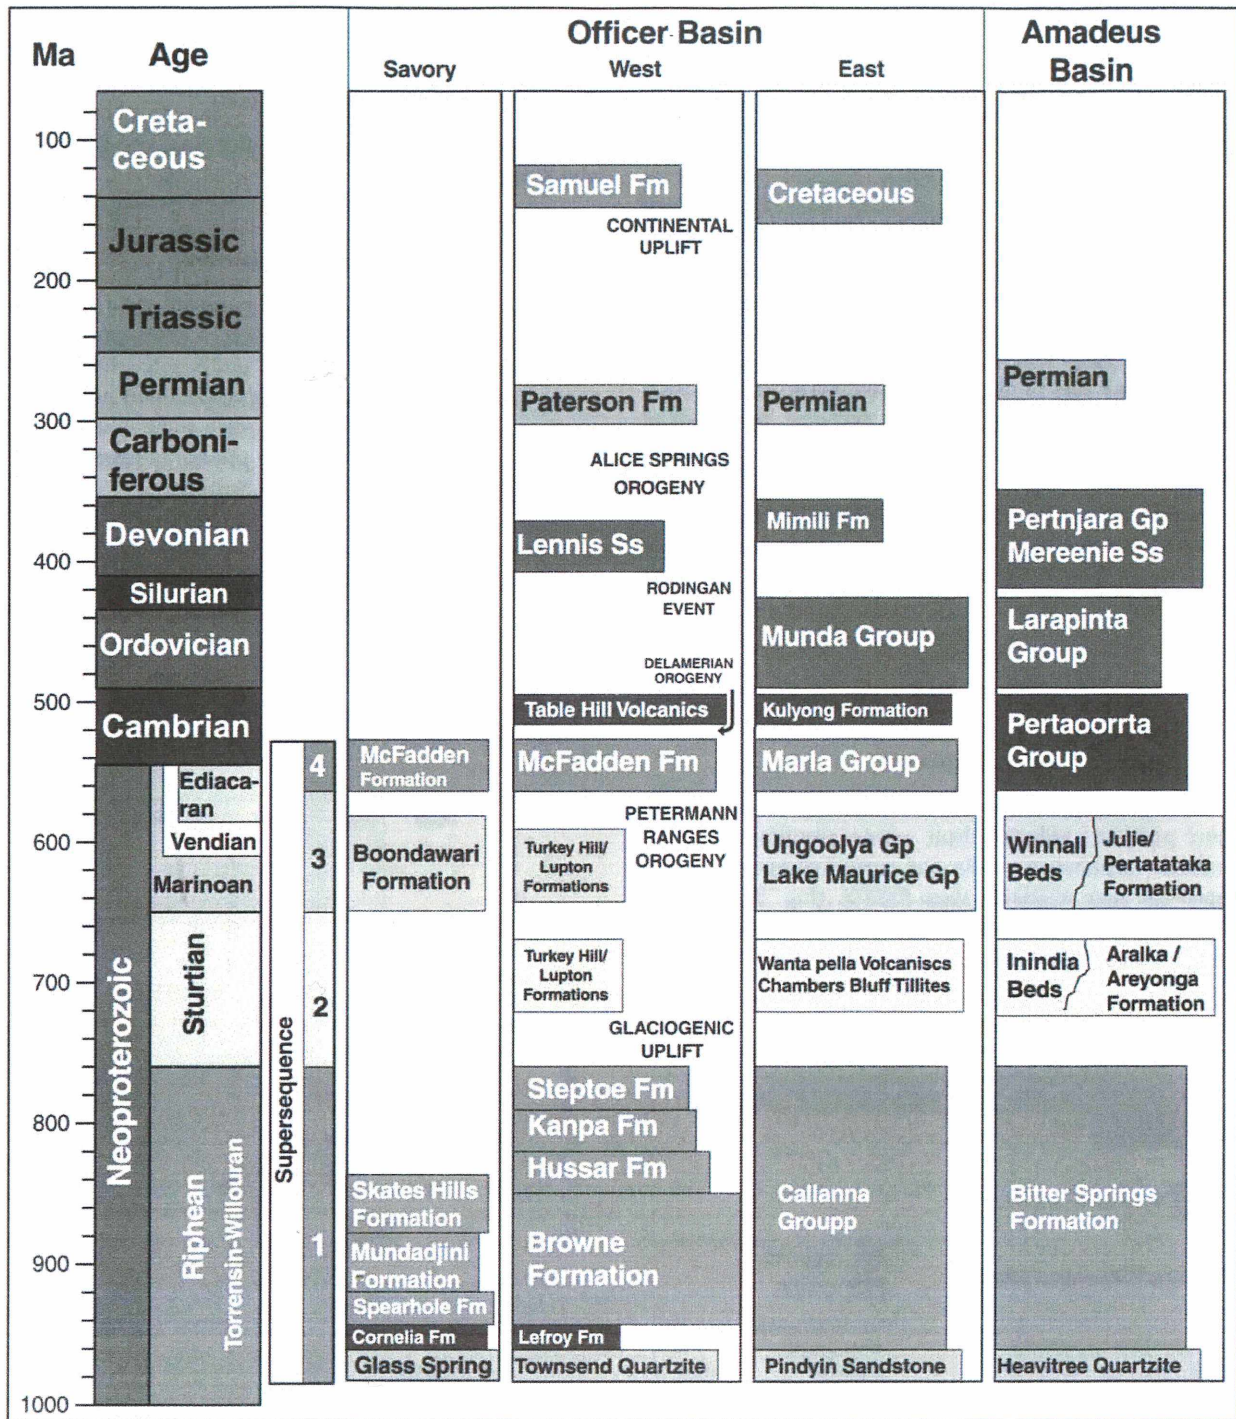 Officer Basin
Amadeus
Basin
Ma
Age
Savory
West
East
100
200
300
400
500
600
700
800
900
1000
Creta-
ceous
Jurassic
Triassic
Permian
Carboni-
ferous
Devonian
Silurian
Ordovician
Cambrian
Neoproterozoic
Ediaca-
ran
Vendian
Marinoan
Sturtian
Riphean
Torrensin-Willouran
Supersequence
4
3
2
1
McFadden
Formation
Boondawari
Formation
Skates Hills
Formation
Mundadjini
Formation
Spearhole Fm
Cornelia Fm
Glass Spring
Samuel Fm
CONTINENTAL
UPLIFT
Paterson Fm
ALICE SPRINGS
OROGENY
Lennis Ss
RODINGAN
EVENT
DELAMERIAN
OROGENY
Table Hill Volcanics
McFadden Fm
PETERMANN
RANGES
OROGENY
Turkey Hill/
Lupton
Formations
Turkey Hill/
Lupton
Formations
GLACIOGENIC
UPLIFT
Steptoe Fm
Kanpa Fm
Hussar Fm
Browne
Formation
Lefroy Fm
Townsend Quartzite
Cretaceous
Permian
Mimili Fm
Munda Group
Kulyong Formation
Marla Group
Ungoolya Gp
Lake Maurice Gp
Wanta pella Volcaniscs
Chambers Bluff Tillites
Callanna
Groupp
Pindyin Sandstone
Permian
Pertnjara Gp
Mereenie Ss
Larapinta
Group
Pertaoorrta
Group
Winnall
Beds
Julie/
Pertatataka
Formation
Inindia
Beds
Aralka /
Areyonga
Formation
Bitter Springs
Formation
Heavitree Quartzite